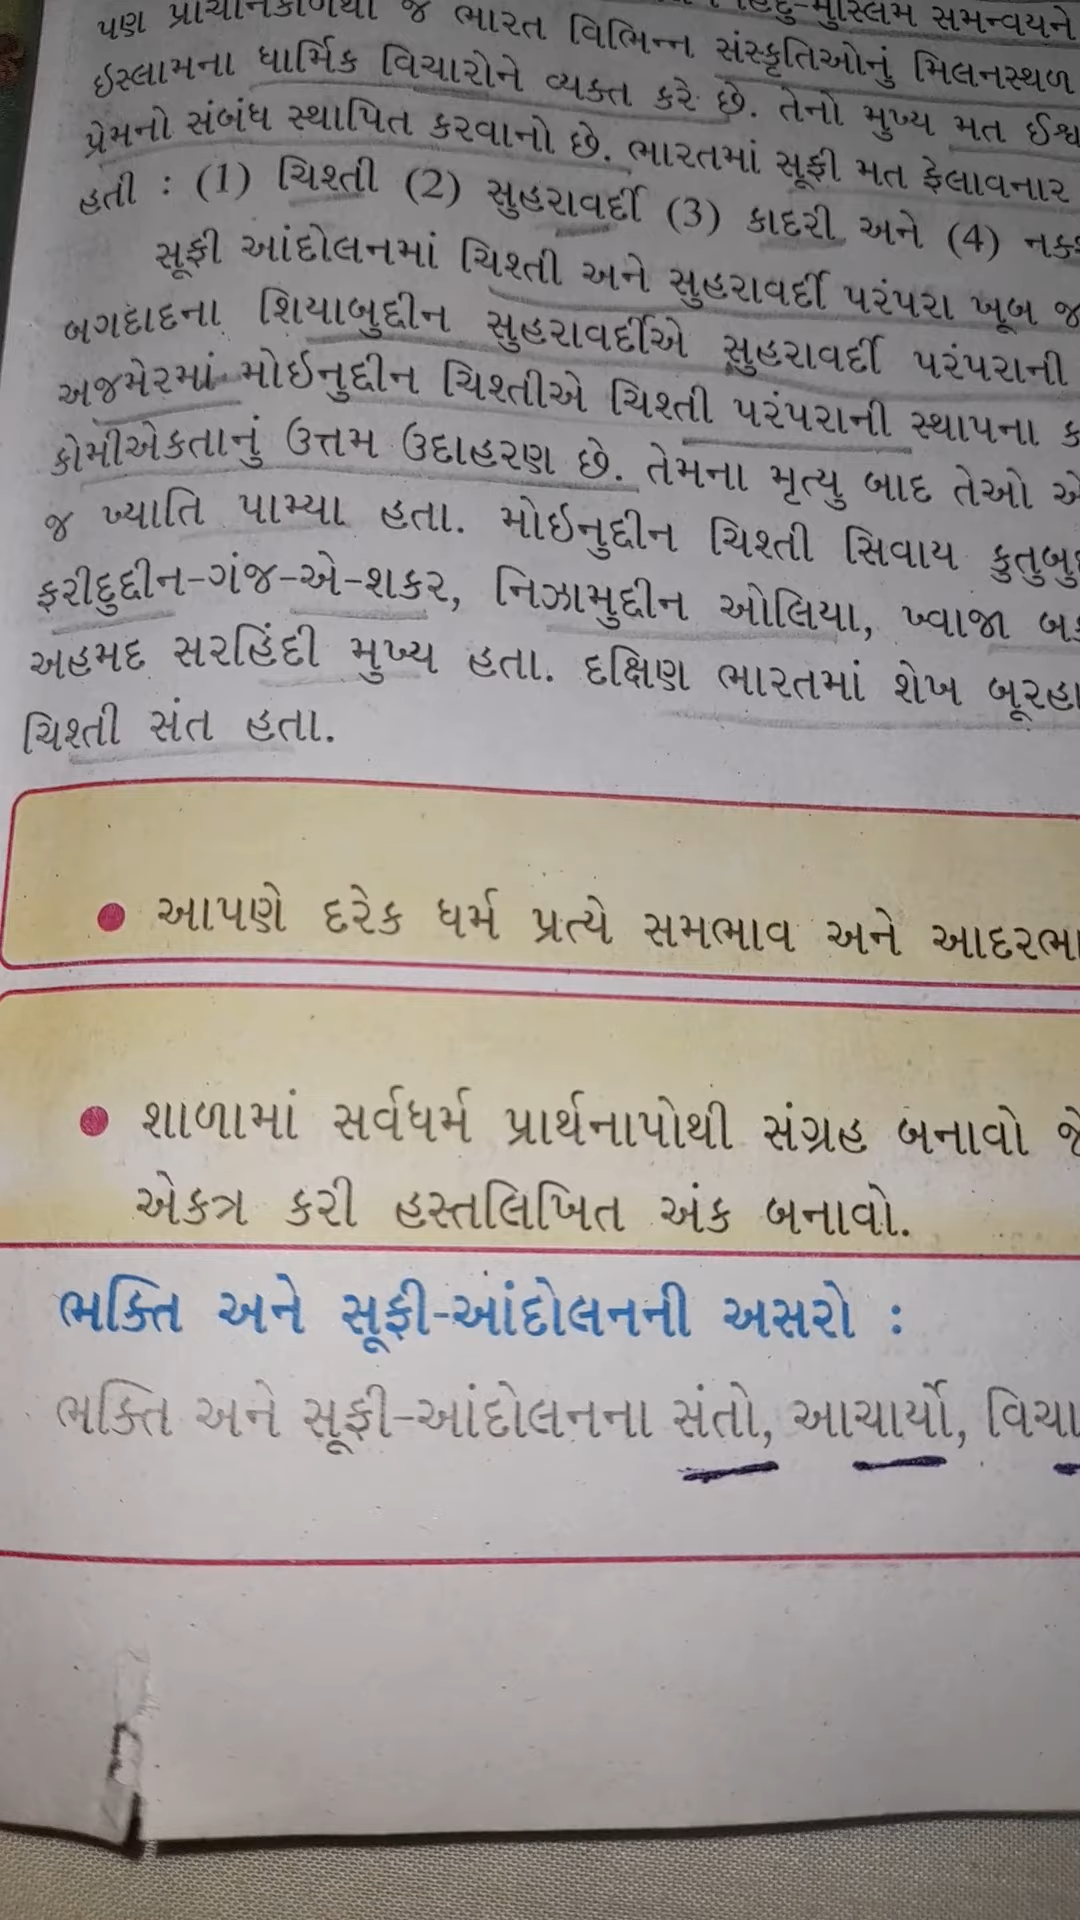 પણ પ્રાચીનકાળથી જ ભારત વિભિન્ન સંસ્કૃતિઓનું મિલનસ્થળ
હિંદુ-મુસ્લિમ સમન્વયને
ઇસ્લામના ધાર્મિક વિચારોને વ્યક્ત કરે છે. તેનો મુખ્ય મત ઈશ્વ
પ્રેમનો સંબંધ સ્થાપિત કરવાનો છે. ભારતમાં સૂફી મત ફેલાવનાર
હતી : (1) ચિશ્તી (2) સુહરાવર્દી (3) કાદરી અને (4) નક્શ
સૂફી આંદોલનમાં ચિશ્તી અને સુહરાવર્દી પરંપરા ખૂબ જ
બગદાદના શિયાબુદ્દીન સુહરાવર્દીએ સુહરાવર્દી પરંપરાની
અજમેરમાં મોઇનુદ્દીન ચિશ્તીએ ચિશ્તી પરંપરાની સ્થાપના ક
કોમીએકતાનું ઉત્તમ ઉદાહરણ છે. તેમના મૃત્યુ બાદ તેઓ એ
જ ખ્યાતિ પામ્યા હતા. મોઇનુદ્દીન ચિશ્તી સિવાય કુતુબુ
ફરીદુદ્દીન-ગંજ-એ-શકર, નિઝામુદ્દીન ઓલિયા, ખ્વાજા બ
અહમદ સરહિંદી મુખ્ય હતા. દક્ષિણ ભારતમાં શેખ બૂરહા
ચિશ્તી સંત હતા.
● આપણે દરેક ધર્મ પ્રત્યે સમભાવ અને આદરભા
● શાળામાં સર્વધર્મ પ્રાર્થનાપોથી સંગ્રહ બનાવો જે
એકત્ર કરી હસ્તલિખિત અંક બનાવો.
ભક્તિ અને સૂફી-આંદોલનની અસરો :
ભક્તિ અને સૂફી-આંદોલનના સંતો, આચાર્યો, વિચા